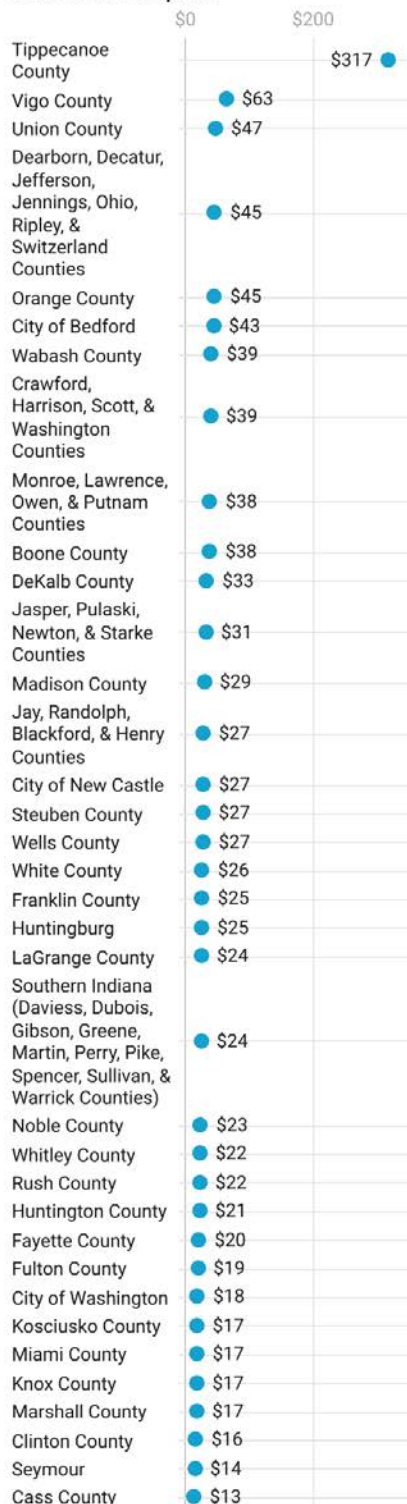 $0 $200
Tippecanoe
County
$317
Vigo County
$63
Union County
$47
Dearborn, Decatur,
Jefferson,
Jennings, Ohio,
Ripley, &
Switzerland
Counties
$45
Orange County
$45
City of Bedford
$43
Wabash County
$39
Crawford,
Harrison, Scott, &
Washington
Counties
$39
Monroe, Lawrence,
Owen, & Putnam
Counties
$38
Boone County
$38
DeKalb County
$33
Jasper, Pulaski,
Newton, & Starke
Counties
$31
Madison County
$29
Jay, Randolph,
Blackford, & Henry
Counties
$27
City of New Castle
$27
Steuben County
$27
Wells County
$27
White County
$26
Franklin County
$25
Huntingburg
$25
LaGrange County
$24
Southern Indiana
(Daviess, Dubois,
Gibson, Greene,
Martin, Perry, Pike,
Spencer, Sullivan, &
Warrick Counties)
$24
Noble County
$23
Whitley County
$22
Rush County
$22
Huntington County
$21
Fayette County
$20
Fulton County
$19
City of Washington
$18
Kosciusko County
$17
Miami County
$17
Knox County
$17
Marshall County
$17
Clinton County
$16
Seymour
$14
Cass County
$13